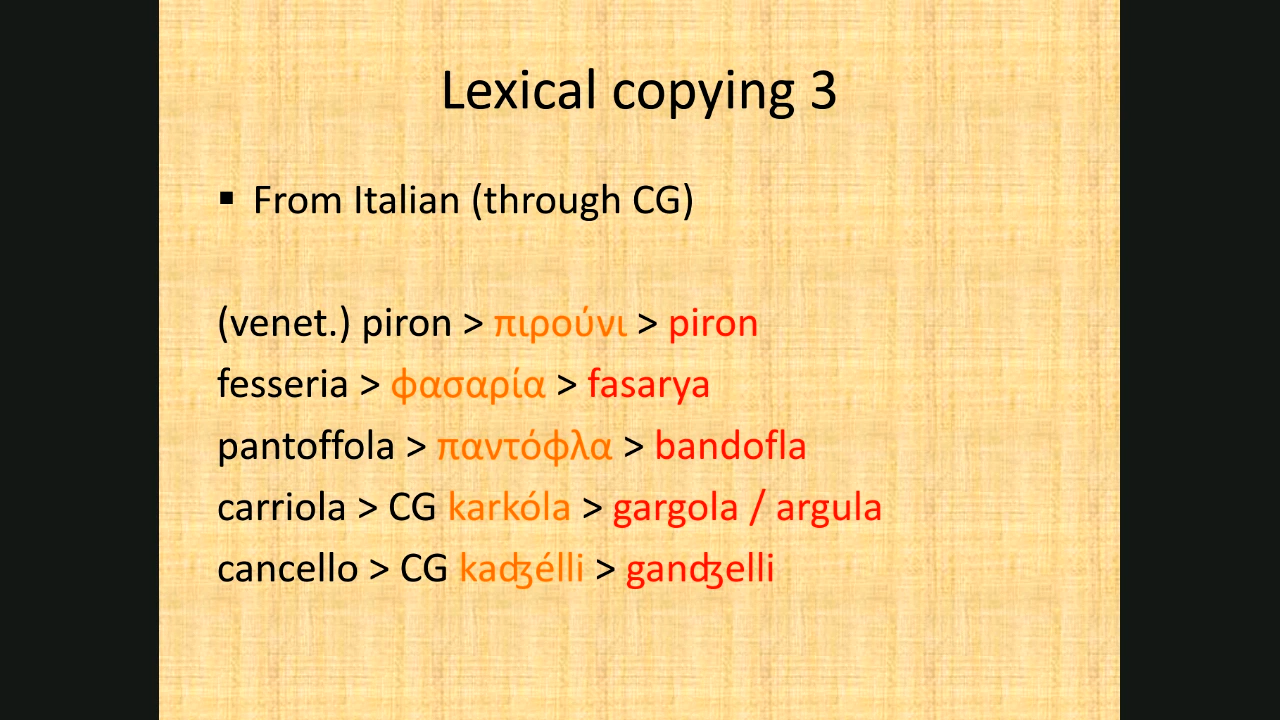 Lexical copying 3
▪ From Italian (through CG)
(venet.) piron > πιρούνι > piron
fesseria > φασαρία > fasarya
pantoffola > παντόφλα > bandofla
carriola > CG karkóla > gargola / argula
cancello > CG kaʤélli > ganʤelli